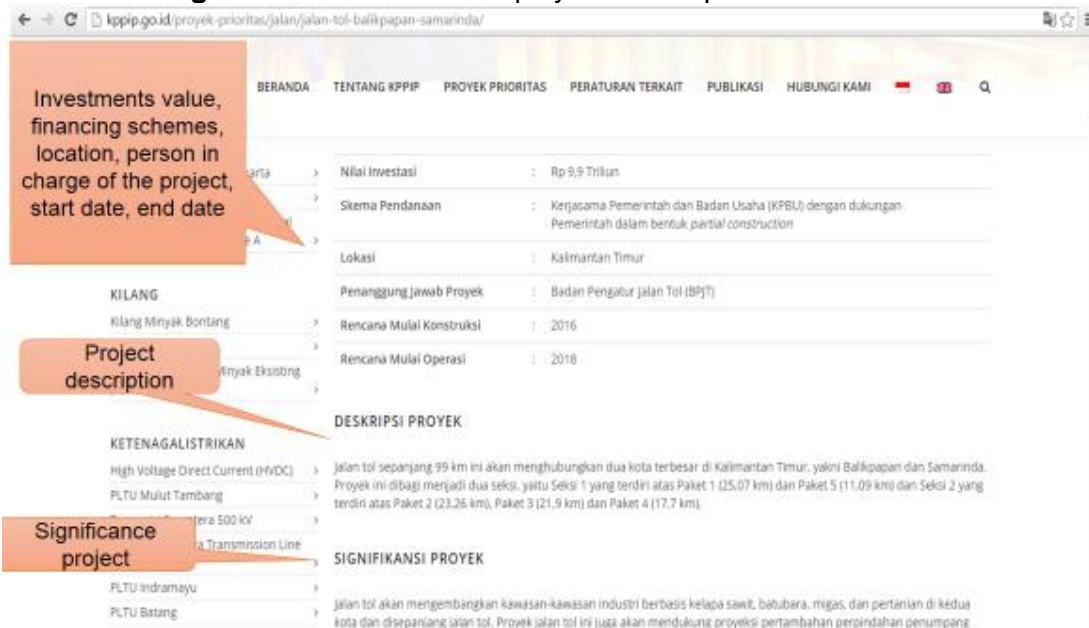 kppip.go.id/proyek-prioritas/jalan/jalan-tol-balikpapan-samarinda/
BERANDA TENTANG KPPIP PROYEK PRIORITAS PERATURAN TERKAIT PUBLIKASI HUBUNGI KAMI
Investments value,
financing schemes,
location, person in
charge of the project,
start date, end date
Nilai Investasi : Rp 9,9 Triliun
Skema Pendanaan : Kerjasama Pemerintah dan Badan Usaha (KPBU) dengan dukungan
Pemerintah dalam bentuk partial construction
Lokasi : Kalimantan Timur
Penanggung Jawab Proyek : Badan Pengatur Jalan Tol (BPJT)
Rencana Mulai Konstruksi : 2016
Rencana Mulai Operasi : 2018
KILANG
Kilang Minyak Bontang
Minyak Eksisting
Project
description
KETENAGALISTRIKAN
High Voltage Direct Current (HVDC)
PLTU Mulut Tambang
500 kV
Transmission Line
PLTU Indramayu
PLTU Batang
Significance
project
DESKRIPSI PROYEK
Jalan tol sepanjang 99 km ini akan menghubungkan dua kota terbesar di Kalimantan Timur, yakni Balikpapan dan Samarinda.
Proyek ini dibagi menjadi dua seksi, yaitu Seksi 1 yang terdiri atas Paket 1 (25,07 km) dan Paket 5 (11,09 km) dan Seksi 2 yang
terdiri atas Paket 2 (23,26 km), Paket 3 (21,9 km) dan Paket 4 (17,7 km).
SIGNIFIKANSI PROYEK
Jalan tol akan mengembangkan kawasan-kawasan industri berbasis kelapa sawit, batubara, migas, dan pertanian di kedua
kota dan disepanjang jalan tol. Proyek jalan tol ini juga akan mendukung proyeksi pertambahan perpindahan penumpang